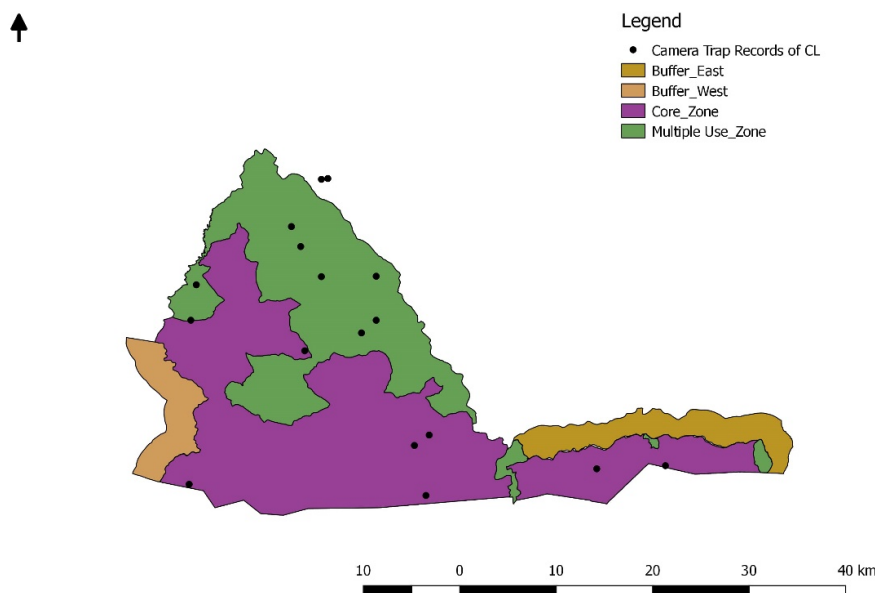 Legend
Camera Trap Records of CL
Buffer_East
Buffer_West
Core_Zone
Multiple Use_Zone
10 0 10 20 30 40 km